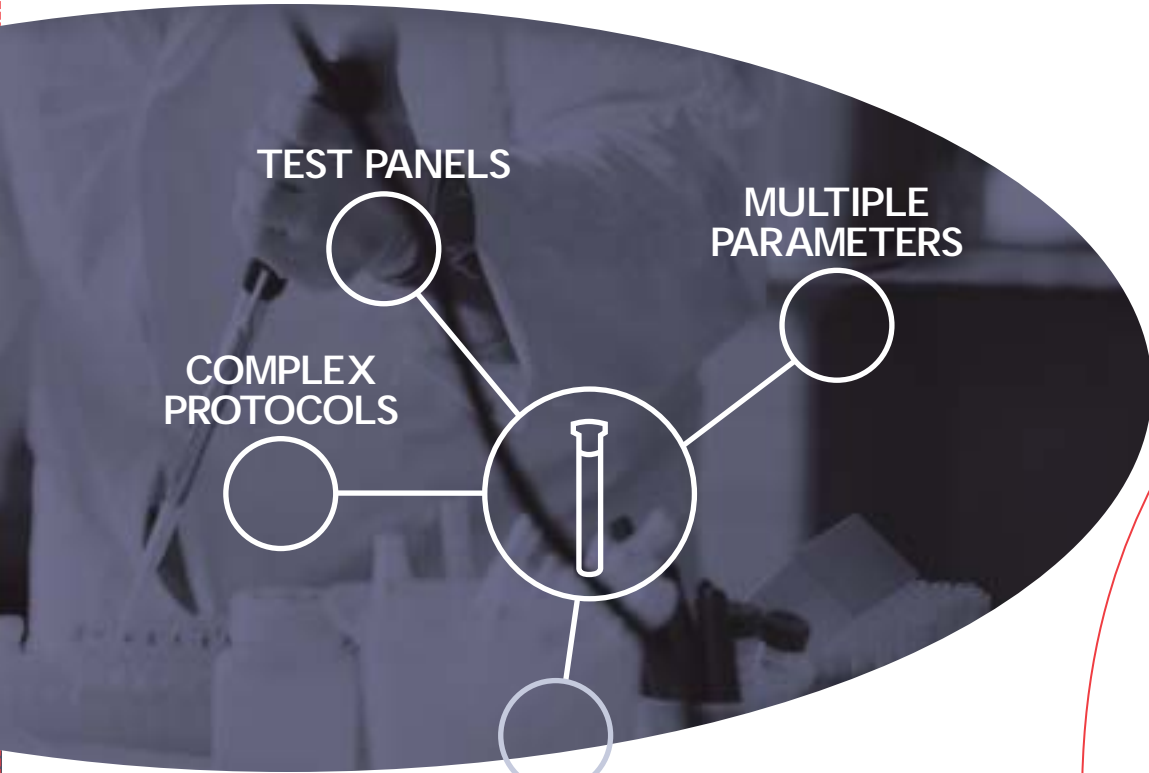 TEST PANELS
MULTIPLE
PARAMETERS
COMPLEX
PROTOCOLS